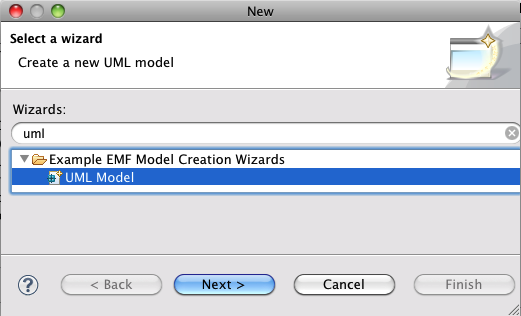 New
Select a wizard
Create a new UML model
Wizards:
uml
Example EMF Model Creation Wizards
UML Model
?
< Back
Next >
Cancel
Finish